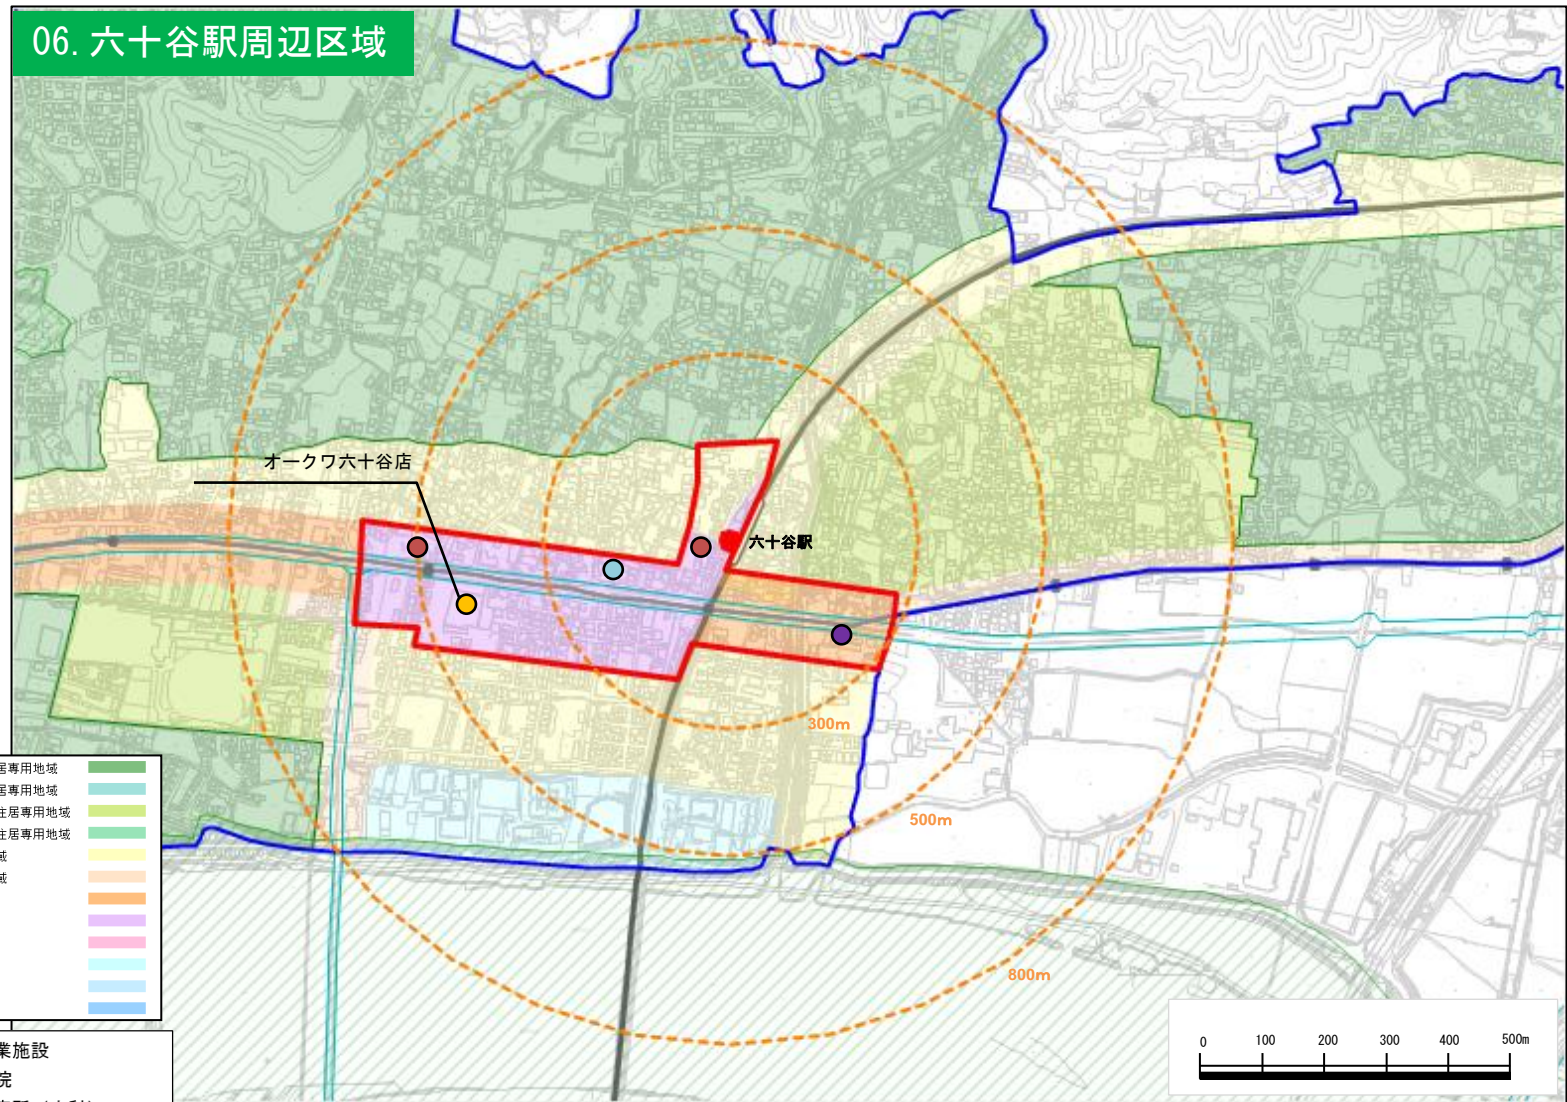 06. 六十谷駅周辺区域
オークワ六十谷店
六十谷駅
300m
500m
800m
居専用地域
居専用地域
住居専用地域
住居専用地域
域
域
業施設
院
0 100 200 300 400 500m